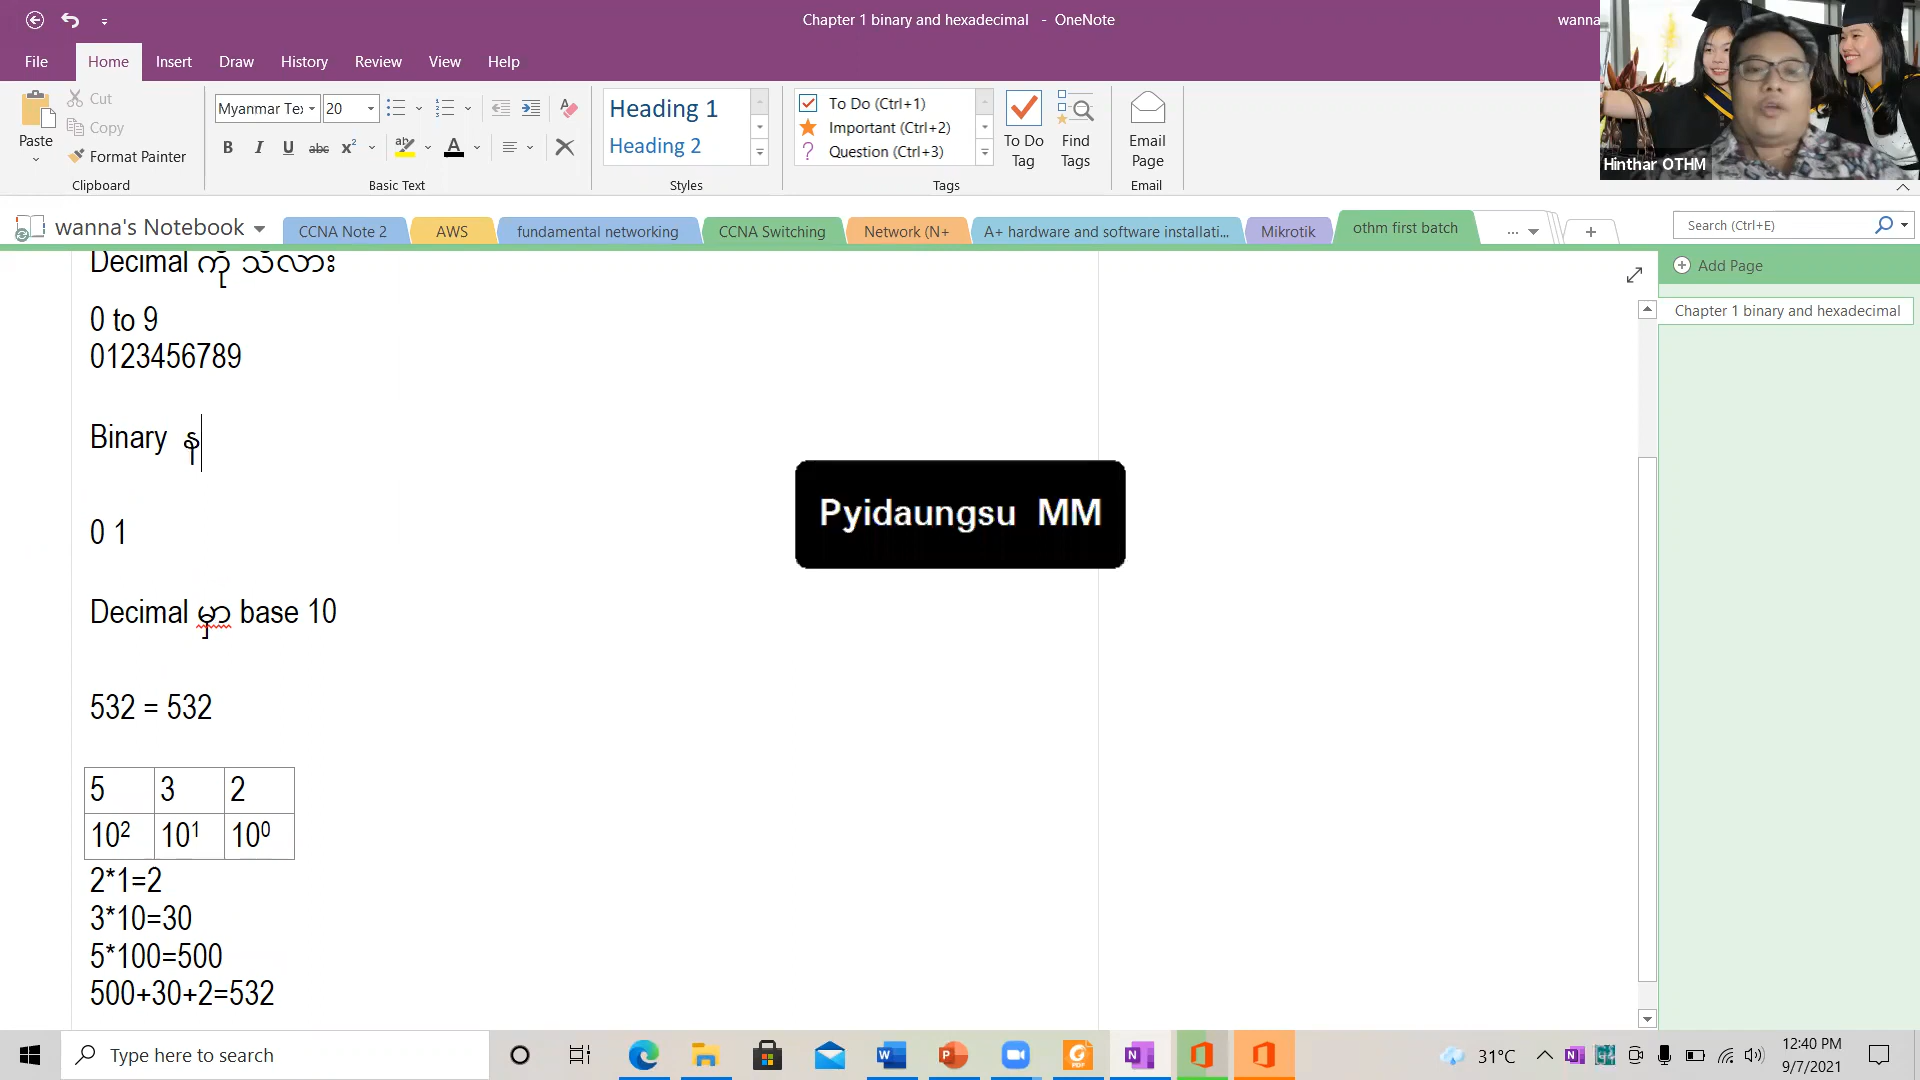 Chapter 1 binary and hexadecimal - OneNote
wanna
File Home Insert Draw History Review View Help
Paste
Cut
Copy
Format Painter
Clipboard
Myanmar Tex 20
B I U abc x² ab A
Basic Text
Heading 1
Heading 2
Styles
To Do (Ctrl+1)
Important (Ctrl+2)
Question (Ctrl+3)
Tags
To Do Tag
Find Tags
Email Page
Email
Hinthar OTHM
wanna's Notebook
CCNA Note 2 AWS fundamental networking CCNA Switching Network (N+ A+ hardware and software installati... Mikrotik othm first batch ...
Search (Ctrl+E)
Add Page
Chapter 1 binary and hexadecimal
Decimal ကို သိလား
0 to 9
0123456789
Binary န
Pyidaungsu MM
0 1
Decimal မှာ base 10
532 = 532
5 3 2
10² 10¹ 10⁰
2*1=2
3*10=30
5*100=500
500+30+2=532
Type here to search
31°C
12:40 PM
9/7/2021